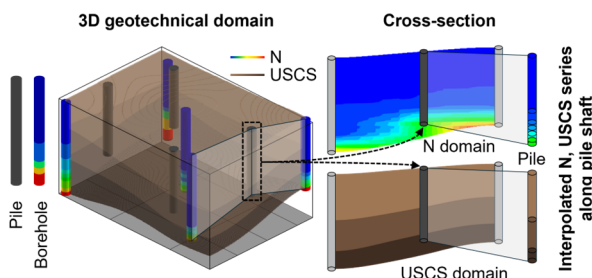 3D geotechnical domain
Cross-section
N
USCS
N domain
Pile
USCS domain
Pile
Borehole
Interpolated N, USCS series
along pile shaft